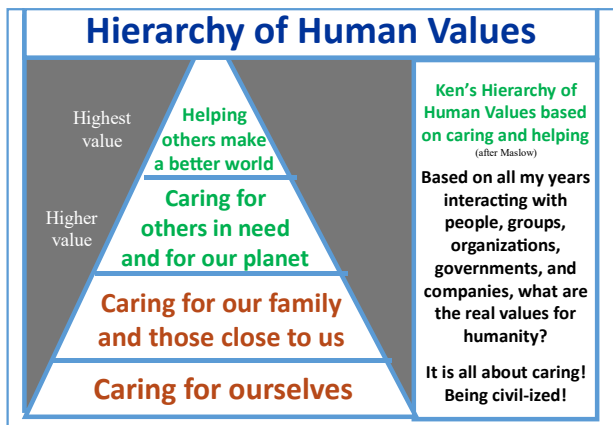 Hierarchy of Human Values
Highest
value
Higher
value
Helping
others make
a better world
Caring for
others in need
and for our planet
Caring for our family
and those close to us
Caring for ourselves
Ken's Hierarchy of
Human Values based
on caring and helping
(after Maslow)
Based on all my years
interacting with
people, groups,
organizations,
governments, and
companies, what are
the real values for
humanity?
It is all about caring!
Being civil-ized!